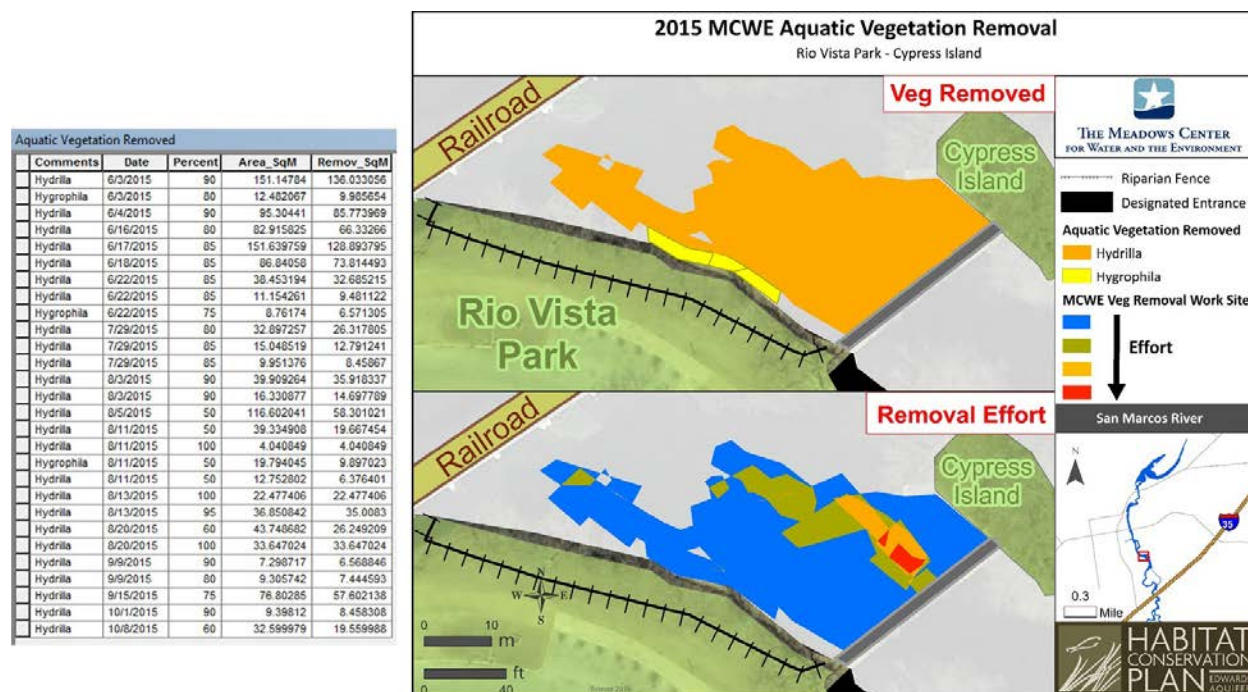 Aquatic Vegetation Removed
Comments Date Percent Area_SqM Remov_SqM
Hydrilla 6/3/2015 90 151.14784 136.033056
Hygrophila 6/3/2015 80 12.482067 9.985654
Hydrilla 6/4/2015 90 95.30441 85.773969
Hydrilla 6/16/2015 80 82.915825 66.33266
Hydrilla 6/17/2015 85 151.639759 128.893795
Hydrilla 6/18/2015 85 86.84058 73.814493
Hydrilla 6/22/2015 85 38.453194 32.685215
Hydrilla 6/22/2015 85 11.154261 9.481122
Hygrophila 6/22/2015 75 8.76174 6.571305
Hydrilla 7/29/2015 80 32.897257 26.317805
Hydrilla 7/29/2015 85 15.048519 12.791241
Hydrilla 7/29/2015 85 9.951376 8.45867
Hydrilla 8/3/2015 90 39.909264 35.918337
Hydrilla 8/3/2015 90 16.330877 14.697789
Hydrilla 8/5/2015 50 116.602041 58.301021
Hydrilla 8/11/2015 50 39.334908 19.667454
Hydrilla 8/11/2015 100 4.040849 4.040849
Hygrophila 8/11/2015 50 19.794045 9.897023
Hydrilla 8/11/2015 50 12.752802 6.376401
Hydrilla 8/13/2015 100 22.477406 22.477406
Hydrilla 8/13/2015 95 36.850842 35.0083
Hydrilla 8/20/2015 60 43.748682 26.249209
Hydrilla 8/20/2015 100 33.647024 33.647024
Hydrilla 9/9/2015 90 7.298717 6.568846
Hydrilla 9/9/2015 80 9.305742 7.444593
Hydrilla 9/15/2015 75 76.80285 57.602138
Hydrilla 10/1/2015 90 9.39812 8.458308
Hydrilla 10/8/2015 60 32.599979 19.559988
2015 MCWE Aquatic Vegetation Removal
Rio Vista Park - Cypress Island
Veg Removed
Railroad
Cypress
Island
Rio Vista
Park
Removal Effort
Railroad
Cypress
Island
N
W E
S
0 10
m
ft
0 40
THE MEADOWS CENTER
FOR WATER AND THE ENVIRONMENT
Riparian Fence
Designated Entrance
Aquatic Vegetation Removed
Hydrilla
Hygrophila
MCWE Veg Removal Work Site
Effort
San Marcos River
N
35
0.3
Mile
HABITAT
CONSERVATION
PLAN
EDWARDS
AQUIFER